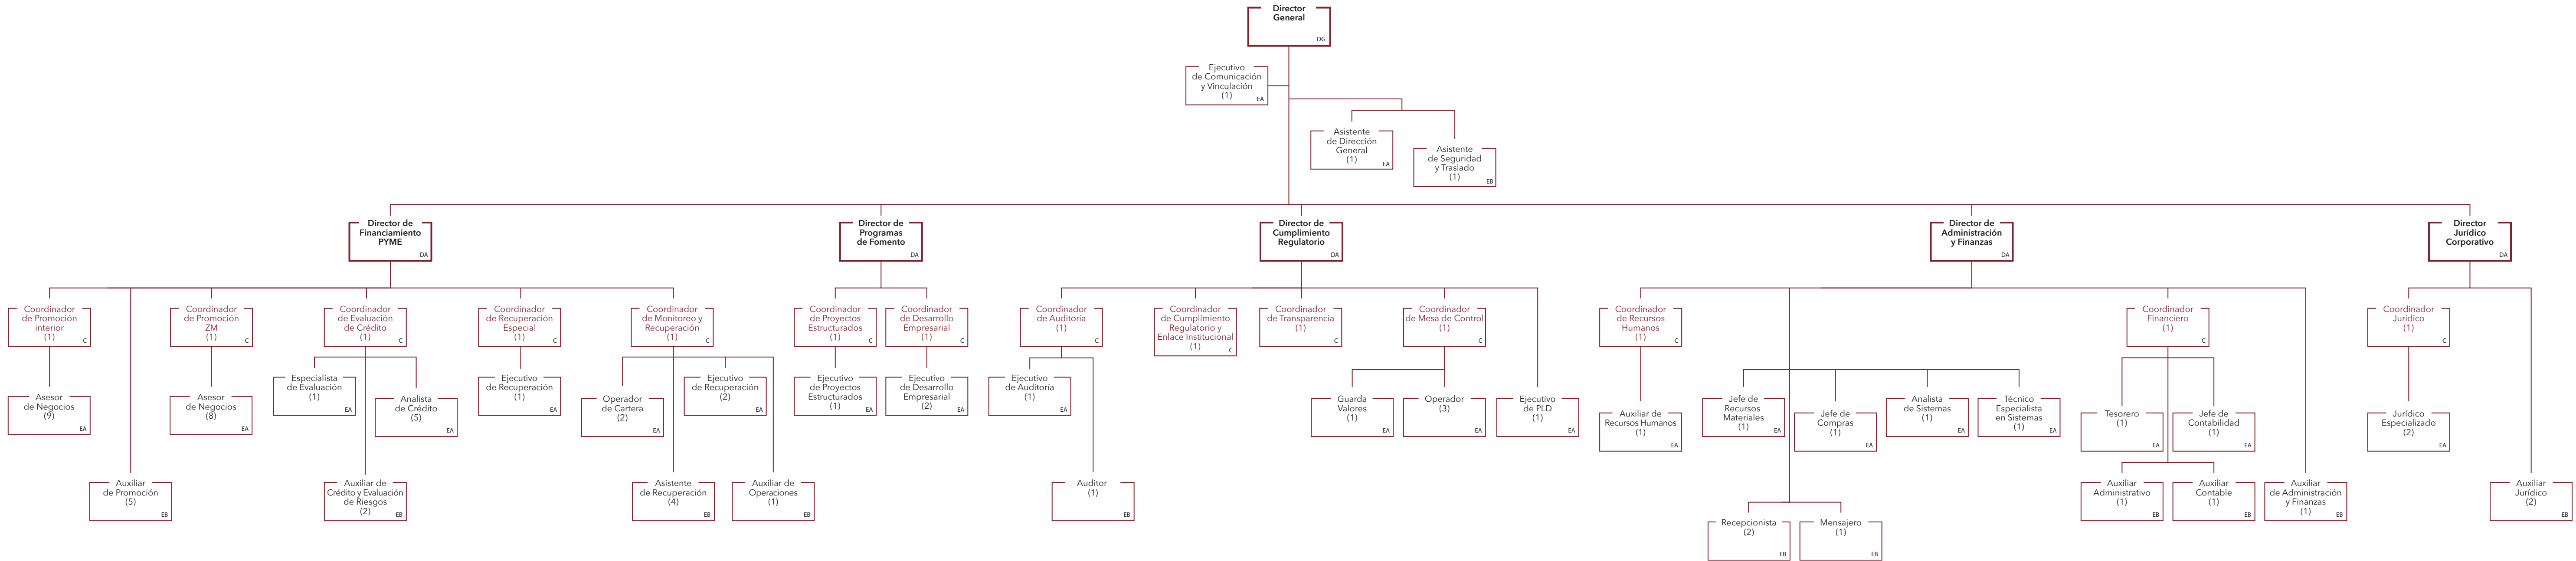 Director
General
DG
Ejecutivo
de Comunicación
y Vinculación
(1)
EA
Asistente
de Dirección
General
(1)
EA
Asistente
de Seguridad
y Traslado
(1)
EB
Director de
Financiamiento
PYME
DA
Director de
Programas
de Fomento
DA
Director de
Cumplimiento
Regulatorio
DA
Director de
Administración
y Finanzas
DA
Director
Jurídico
Corporativo
DA
Coordinador
de Promoción
interior
(1)
C
Coordinador
de Promoción
ZM
(1)
C
Coordinador
de Evaluación
de Crédito
(1)
C
Coordinador
de Recuperación
Especial
(1)
C
Coordinador
de Monitoreo y
Recuperación
(1)
C
Coordinador
de Proyectos
Estructurados
(1)
C
Coordinador
de Desarrollo
Empresarial
(1)
C
Coordinador
de Auditoría
(1)
C
Coordinador
de Cumplimiento
Regulatorio y
Enlace Institucional
(1)
C
Coordinador
de Transparencia
(1)
C
Coordinador
de Mesa de Control
(1)
C
Coordinador
de Recursos
Humanos
(1)
C
Coordinador
Financiero
(1)
C
Coordinador
Jurídico
(1)
C
Asesor
de Negocios
(9)
EA
Asesor
de Negocios
(8)
EA
Especialista
de Evaluación
(1)
EA
Analista
de Crédito
(5)
EA
Ejecutivo
de Recuperación
(1)
EA
Operador
de Cartera
(2)
EA
Ejecutivo
de Recuperación
(2)
EA
Ejecutivo
de Proyectos
Estructurados
(1)
EA
Ejecutivo
de Desarrollo
Empresarial
(2)
EA
Ejecutivo
de Auditoría
(1)
EA
Guarda
Valores
(1)
EA
Operador
(3)
EA
Ejecutivo
de PLD
(1)
EA
Auxiliar de
Recursos Humanos
(1)
EA
Jefe de
Recursos
Materiales
(1)
EA
Jefe de
Compras
(1)
EA
Analista
de Sistemas
(1)
EA
Técnico
Especialista
en Sistemas
(1)
EA
Tesorero
(1)
EA
Jefe de
Contabilidad
(1)
EA
Jurídico
Especializado
(2)
EA
Auxiliar
de Promoción
(5)
EB
Auxiliar de
Crédito y Evaluación
de Riesgos
(2)
EB
Asistente
de Recuperación
(4)
EB
Auxiliar de
Operaciones
(1)
EB
Auditor
(1)
EB
Recepcionista
(2)
EB
Mensajero
(1)
EB
Auxiliar
Administrativo
(1)
EB
Auxiliar
Contable
(1)
EB
Auxiliar
de Administración
y Finanzas
(1)
EB
Auxiliar
Jurídico
(2)
EB